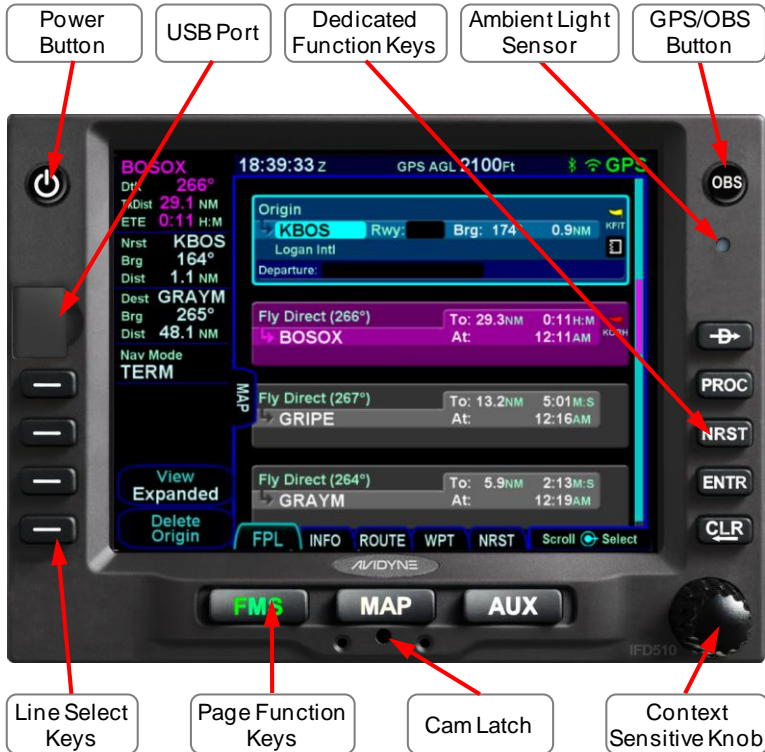 Power
Button
USB Port
Dedicated
Function Keys
Ambient Light
Sensor
GPS/OBS
Button
BOSOX
Dtk 266°
TkDist 29.1 NM
ETE 0:11 H:M
Nrst KBOS
Brg 164°
Dist 1.1 NM
Dest GRAYM
Brg 265°
Dist 48.1 NM
Nav Mode
TERM
View
Expanded
Delete
Origin
18:39:33 Z GPS AGL 2100Ft GPS
Origin
KBOS Rwy: Brg: 174° 0.9NM KFIT
Logan Intl
Departure:
Fly Direct (266°) To: 29.3NM 0:11H:M
BOSOX At: 12:11AM
MAP
Fly Direct (267°) To: 13.2NM 5:01M:S
GRIPE At: 12:16AM
Fly Direct (264°) To: 5.9NM 2:13M:S
GRAYM At: 12:19AM
FPL INFO ROUTE WPT NRST Scroll Select
OBS
D
PROC
NRST
ENTR
CLR
AVIDYNE
FMS MAP AUX
IFD510
Line Select
Keys
Page Function
Keys
Cam Latch
Context
Sensitive Knob